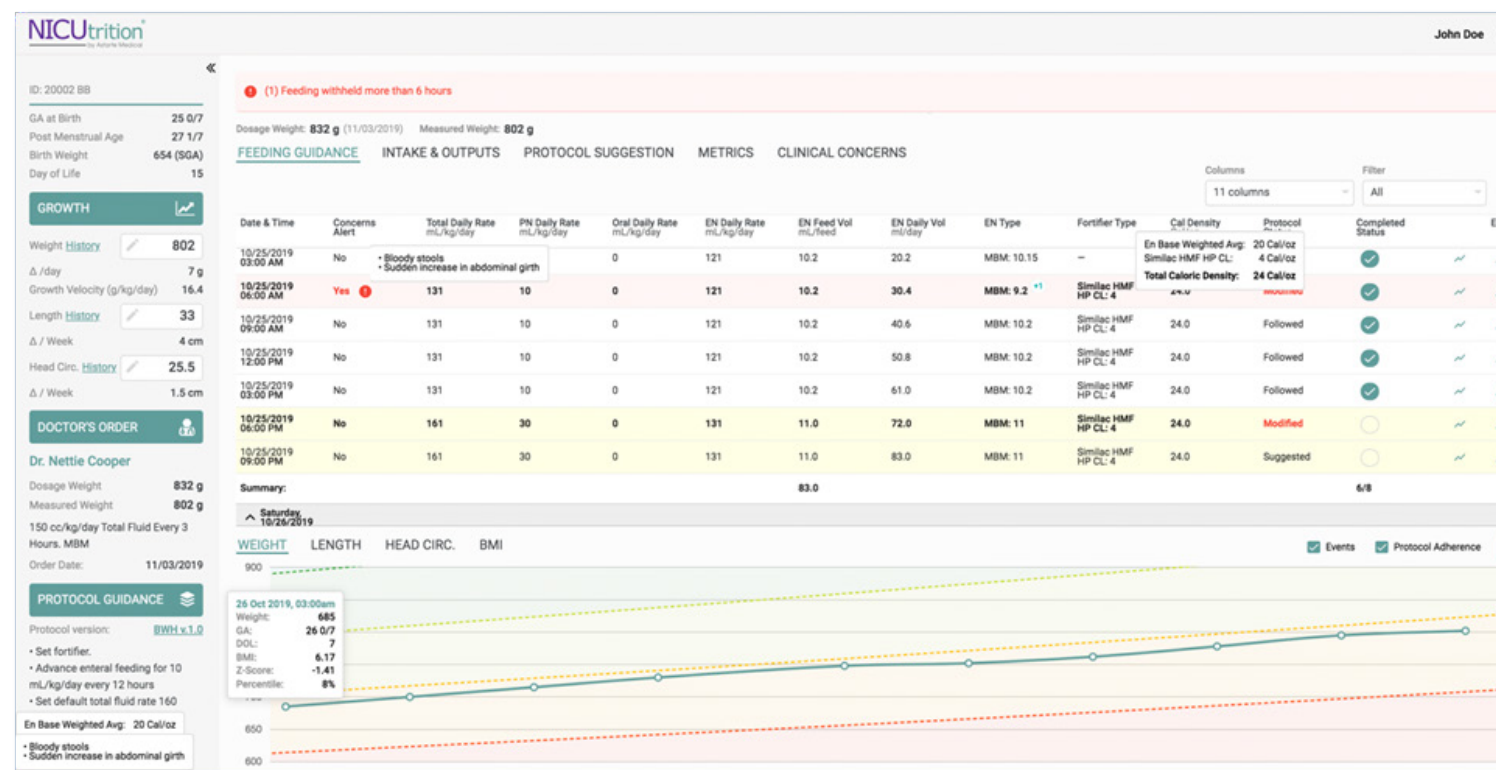 NICUtrition
by Astarte Medical
John Doe
«
ID: 20002 BB
GA at Birth 25 0/7
Post Menstrual Age 27 1/7
Birth Weight 654 (SGA)
Day of Life 15
GROWTH
Weight History 802
Δ /day 7 g
Growth Velocity (g/kg/day) 16.4
Length History 33
Δ / Week 4 cm
Head Circ. History 25.5
Δ / Week 1.5 cm
DOCTOR'S ORDER
Dr. Nettie Cooper
Dosage Weight 832 g
Measured Weight 802 g
150 cc/kg/day Total Fluid Every 3
Hours. MBM
Order Date: 11/03/2019
PROTOCOL GUIDANCE
Protocol version: BWH v.1.0
• Set fortifier.
• Advance enteral feeding for 10
mL/kg/day every 12 hours
• Set default total fluid rate 160
En Base Weighted Avg: 20 Cal/oz
• Bloody stools
• Sudden increase in abdominal girth
(1) Feeding withheld more than 6 hours
Dosage Weight: 832 g (11/03/2019) Measured Weight: 802 g
FEEDING GUIDANCE INTAKE & OUTPUTS PROTOCOL SUGGESTION METRICS CLINICAL CONCERNS
Columns Filter
11 columns All
Date & Time Concerns Alert Total Daily Rate mL/kg/day PN Daily Rate mL/kg/day Oral Daily Rate mL/kg/day EN Daily Rate mL/kg/day EN Feed Vol mL/feed EN Daily Vol ml/day EN Type Fortifier Type Cal Density Protocol Completed Status E
10/25/2019 03:00 AM No 0 121 10.2 20.2 MBM: 10.15 –
• Bloody stools
• Sudden increase in abdominal girth
En Base Weighted Avg: 20 Cal/oz
Similac HMF HP CL: 4 Cal/oz
Total Caloric Density: 24 Cal/oz
10/25/2019 06:00 AM Yes 131 10 0 121 10.2 30.4 MBM: 9.2 +1 Similac HMF HP CL: 4 24.0 Modified
10/25/2019 09:00 AM No 131 10 0 121 10.2 40.6 MBM: 10.2 Similac HMF HP CL: 4 24.0 Followed
10/25/2019 12:00 PM No 131 10 0 121 10.2 50.8 MBM: 10.2 Similac HMF HP CL: 4 24.0 Followed
10/25/2019 03:00 PM No 131 10 0 121 10.2 61.0 MBM: 10.2 Similac HMF HP CL: 4 24.0 Followed
10/25/2019 06:00 PM No 161 30 0 131 11.0 72.0 MBM: 11 Similac HMF HP CL: 4 24.0 Modified
10/25/2019 09:00 PM No 161 30 0 131 11.0 83.0 MBM: 11 Similac HMF HP CL: 4 24.0 Suggested
Summary: 83.0 6/8
Saturday,
10/26/2019
WEIGHT LENGTH HEAD CIRC. BMI Events Protocol Adherence
900
26 Oct 2019, 03:00am
Weight: 685
GA: 26 0/7
DOL: 7
BMI: 6.17
Z-Score: -1.41
Percentile: 8%
650
600